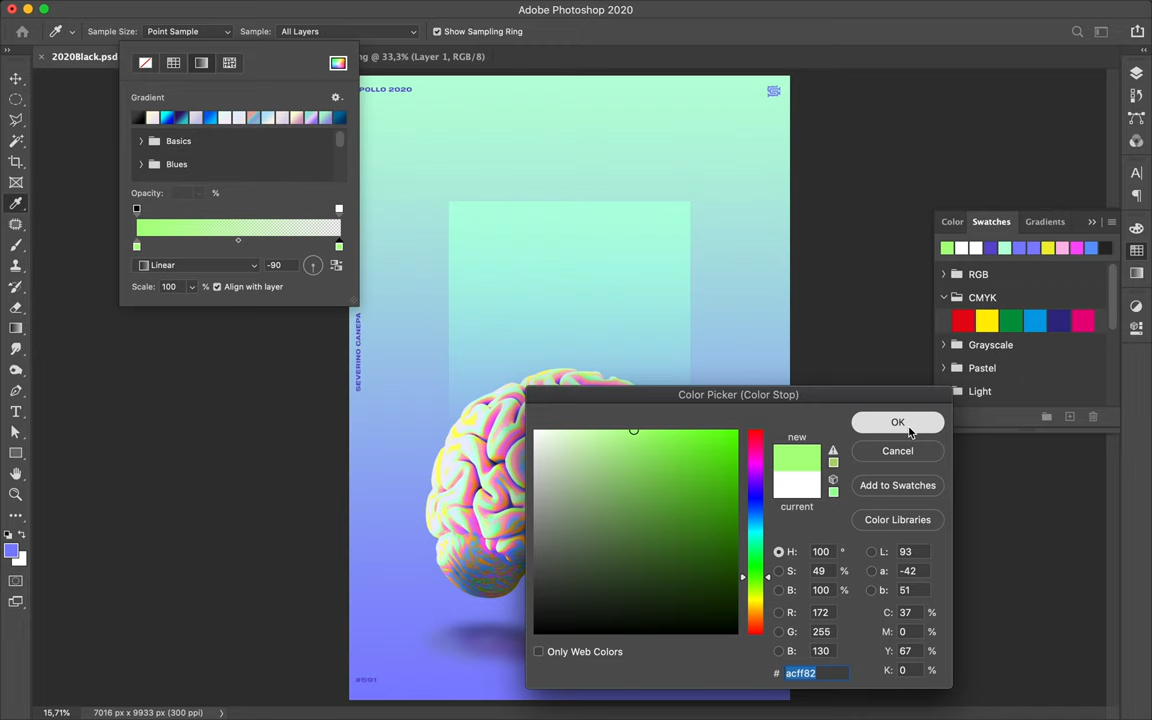 Adobe Photoshop 2020
Sample Size: Point Sample Sample: All Layers Show Sampling Ring
2020Black.psd ng @ 33,3% (Layer 1, RGB/8)
POLLO 2020
Gradient
Basics
Blues
Opacity: %
Linear -90
Scale: 100 % Align with layer
SEVERINO CANEPA
#591
Color Swatches Gradients
RGB
CMYK
Grayscale
Pastel
Light
Color Picker (Color Stop)
new
current
OK
Cancel
Add to Swatches
Color Libraries
H: 100 ° L: 93
S: 49 % a: -42
B: 100 % b: 51
R: 172 C: 37 %
G: 255 M: 0 %
B: 130 Y: 67 %
# acff82 K: 0 %
Only Web Colors
15,71% 7016 px x 9933 px (300 ppi)